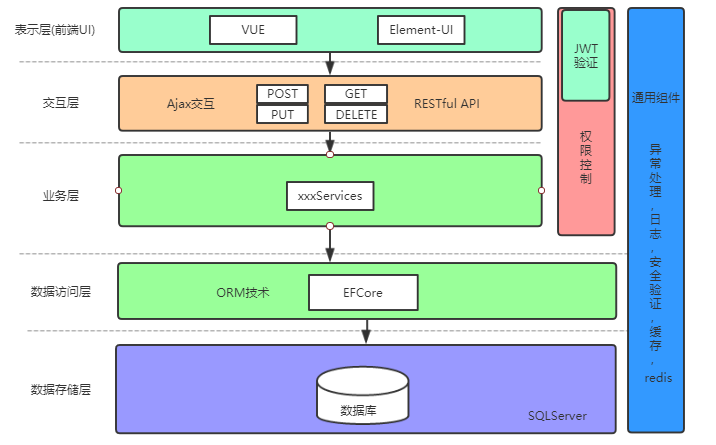 表示层(前端UI)
VUE
Element-UI
JWT
验证
通用组件
交互层
Ajax交互
POST
GET
PUT
DELETE
RESTful API
权限控制
业务层
xxxServices
异常处理,日志,安全验证,缓存,
redis
数据访问层
ORM技术
EFCore
数据存储层
数据库
SQLServer